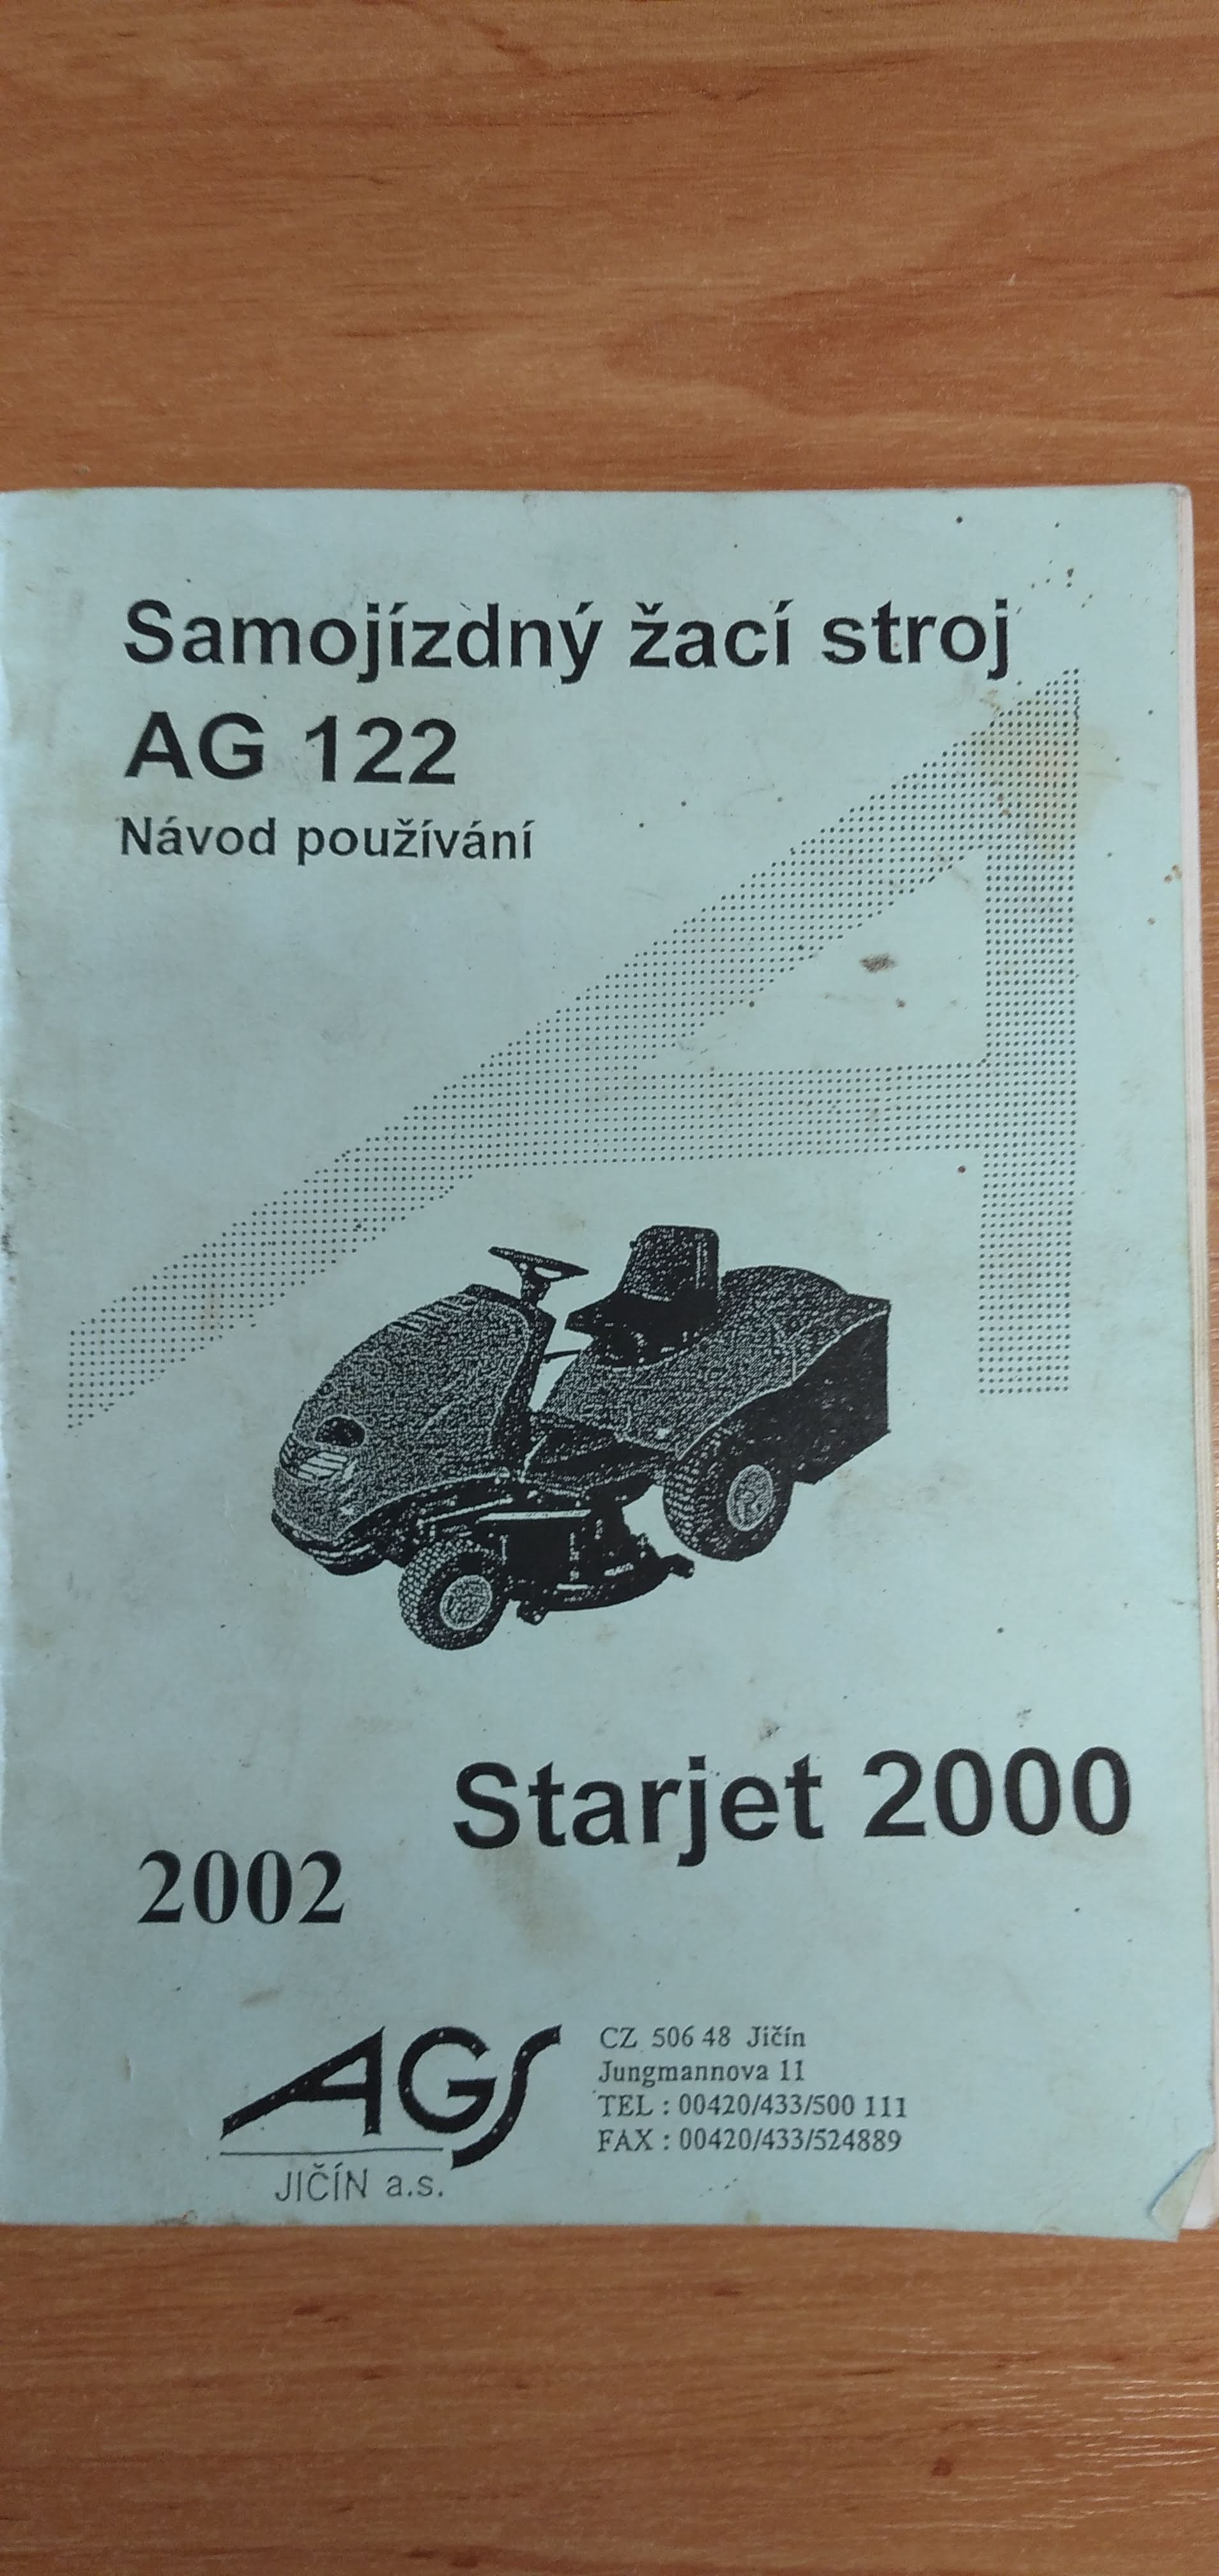 Samojízdný žací stroj
AG 122
Návod používání
Starjet 2000
2002
AGS
JIČÍN a.s.
CZ 506 48 Jičín
Jungmannova 11
TEL : 00420/433/500 111
FAX : 00420/433/524889